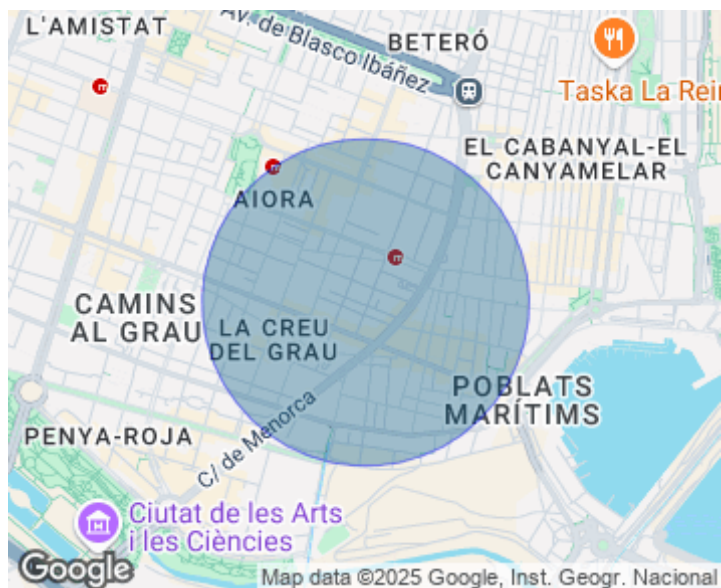 L'AMISTAT
Av. de Blasco Ibáñez
BETERÓ
Taska La Rein
EL CABANYAL-EL
CANYAMELAR
AIORA
CAMINS
AL GRAU
LA CREU
DEL GRAU
POBLATS
MARÍTIMS
PENYA-ROJA
C/ de Menorca
Ciutat de les Arts
i les Ciències
Google
Map data ©2025 Google, Inst. Geogr. Nacional